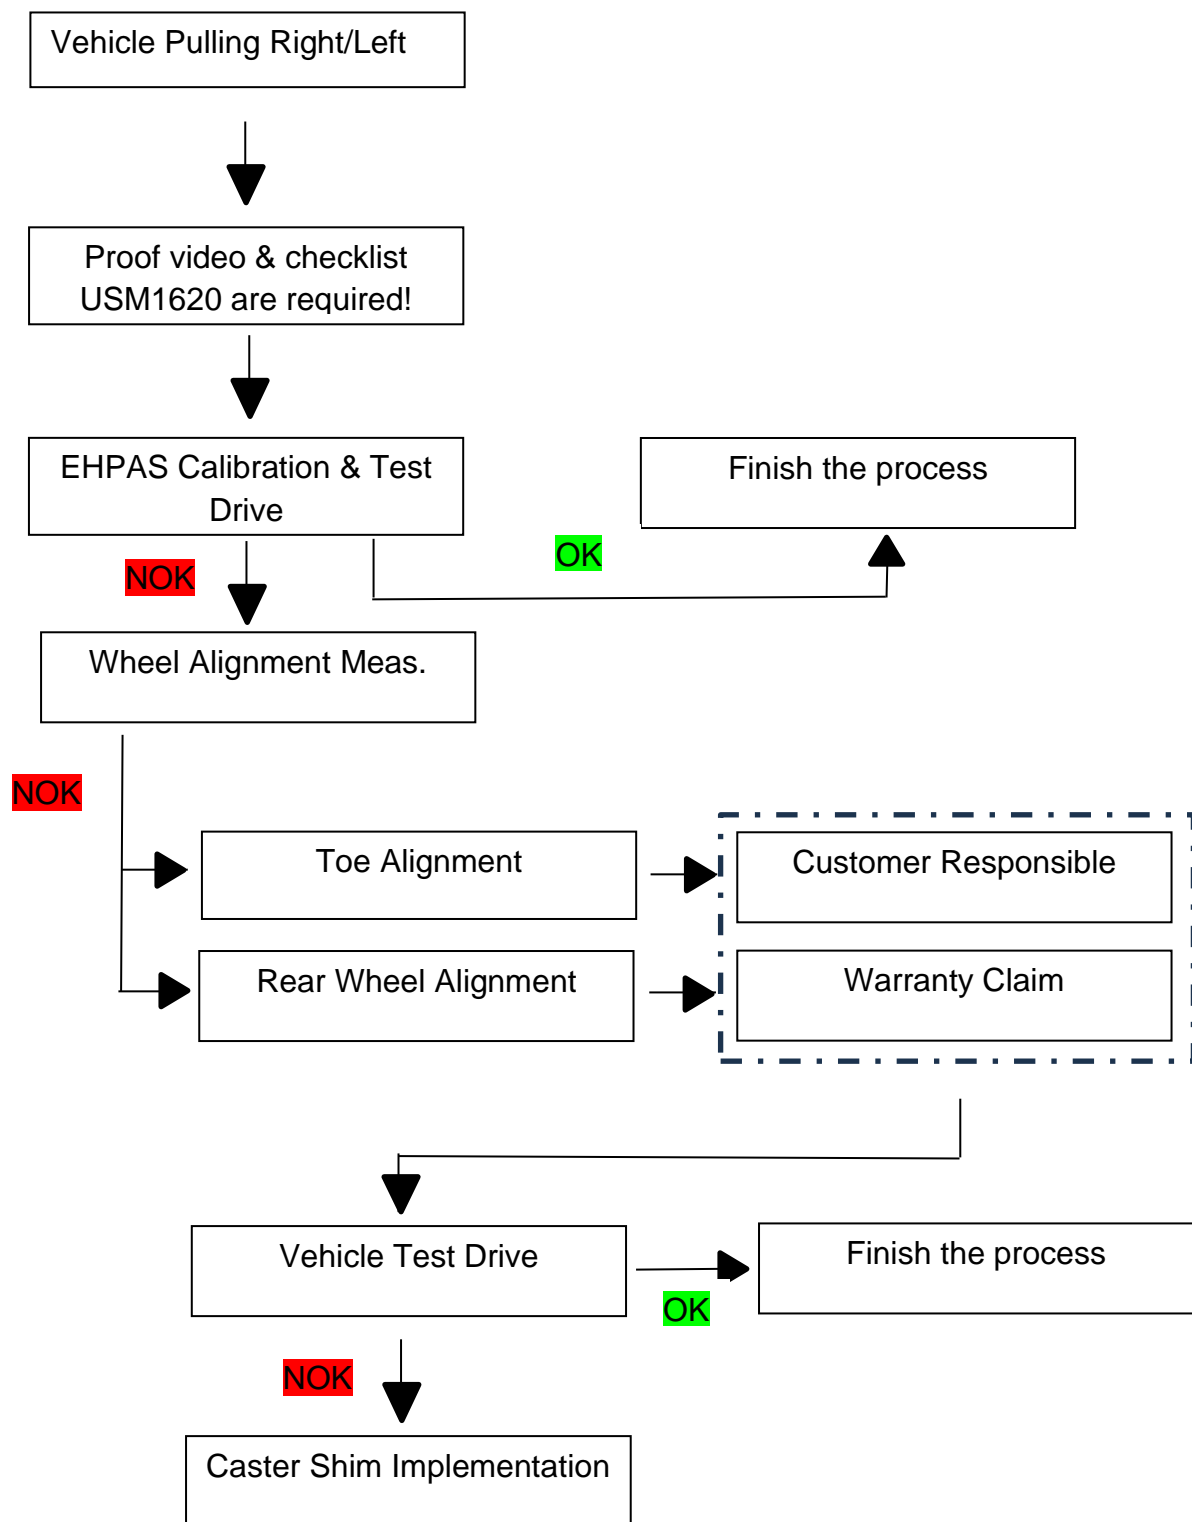 Vehicle Pulling Right/Left
Proof video & checklist
USM1620 are required!
EHPAS Calibration & Test
Drive
Finish the process
OK
NOK
Wheel Alignment Meas.
NOK
Toe Alignment
Customer Responsible
Rear Wheel Alignment
Warranty Claim
Vehicle Test Drive
Finish the process
OK
NOK
Caster Shim Implementation